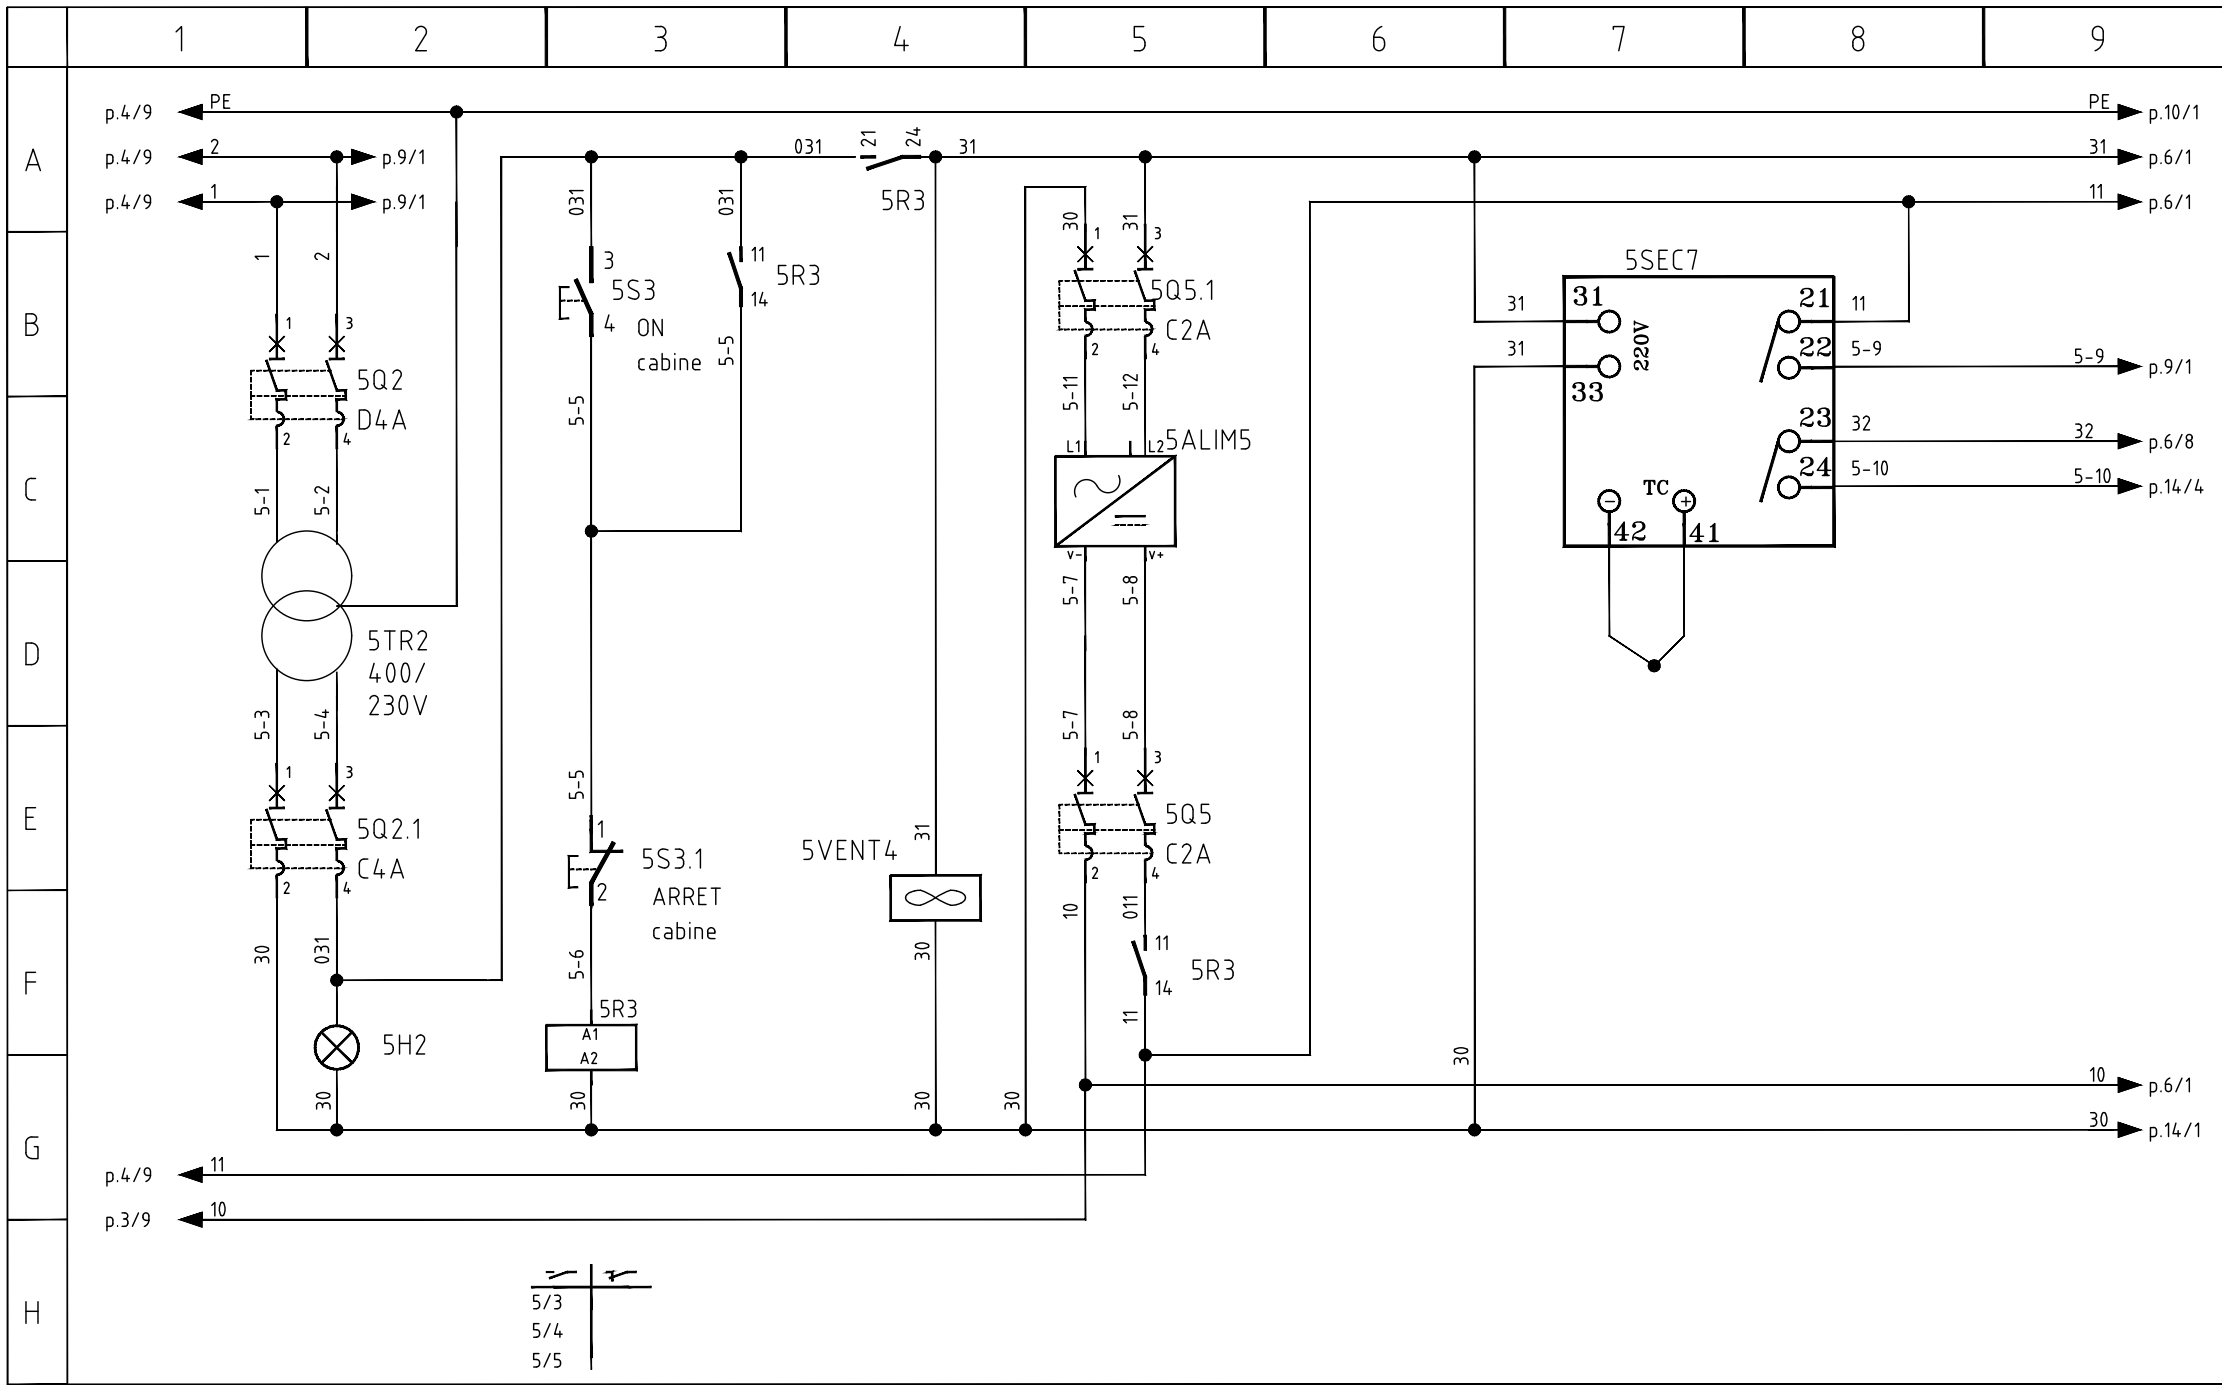 1 2 3 4 5 6 7 8 9
A
B
C
D
E
F
G
H
p.4/9 PE PE p.10/1
p.4/9 2 p.9/1 031 21 24 31 31 p.6/1
p.4/9 1 p.9/1 11 p.6/1
5R3
031 031 30 31
1 3
1 2
3 11
5S3
4
ON
cabine
5R3
14
5-5
5-5
5Q5.1
C2A
2 4
5-11 5-12
5SEC7
31 31 21 11
220V
31 33 22 5-9 5-9 p.9/1
23 32 32 p.6/8
24 5-10 5-10 p.14/4
TC
42 41
1 3
5Q2
D4A
2 4
5-1 5-2
L1 L2 5ALIM5
V- V+
5-7 5-8
5TR2
400/
230V
5-3 5-4
5-7 5-8
1 3
5Q2.1
C4A
2 4
5-5
1
5S3.1
2
ARRET
cabine
5VENT4
31
30
1 3
5Q5
C2A
2 4
10 011
11
5R3
14
11
30 031
5-6
5R3
A1
A2
5H2
30 30 30 30 30
10 p.6/1
30 p.14/1
p.4/9 11
p.3/9 10
5/3
5/4
5/5